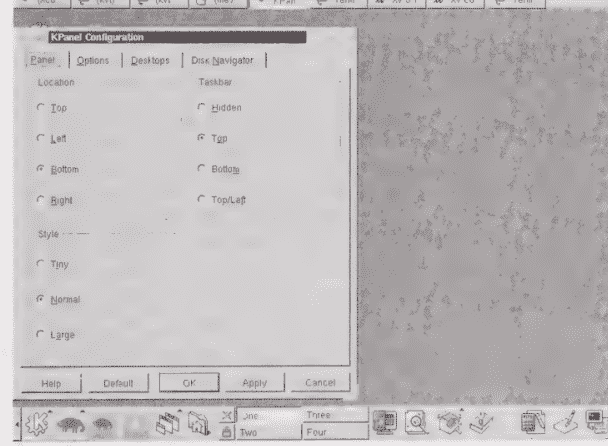 KPanel Configuration
Panel Options Desktops Disk Navigator
Location Taskbar
Top Hidden
Left Top
Bottom Bottom
Right Top/Left
Style
Tiny
Normal
Large
Help Default OK Apply Cancel
One Three
Two Four